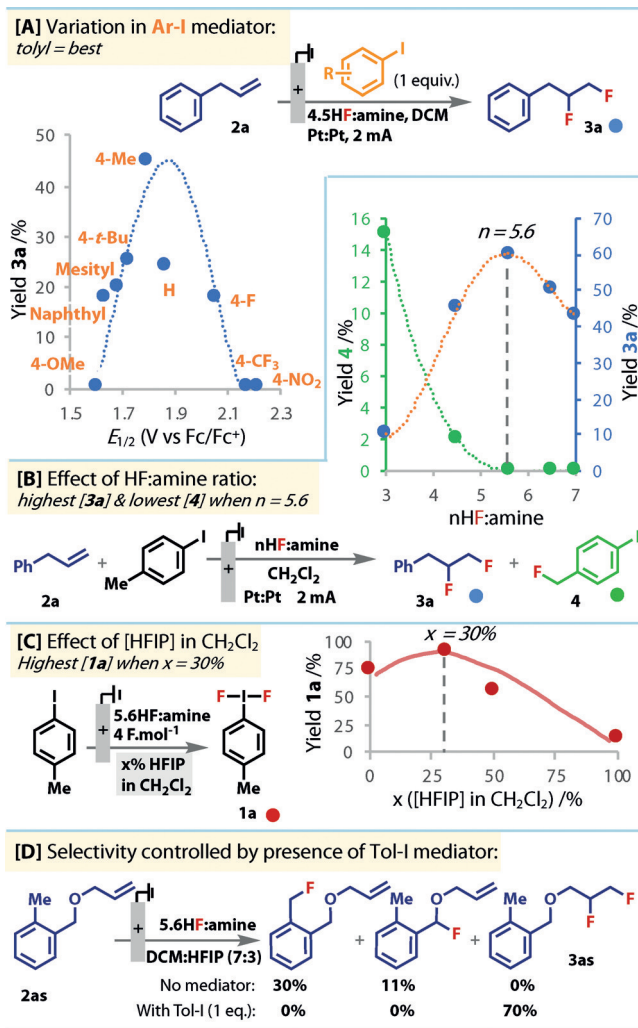 [A] Variation in Ar-I mediator:
tolyl = best
R
I
(1 equiv.)
+
4.5HF:amine, DCM
Pt:Pt, 2 mA
2a
F
F
3a
50
40
30
20
10
0
Yield 3a /%
4-Me
4-t-Bu
Mesityl
Naphthyl
H
4-F
4-OMe
4-CF3
4-NO2
1.5 1.7 1.9 2.1 2.3
E1/2 (V vs Fc/Fc+)
n = 5.6
16
14
12
10
8
6
4
2
0
Yield 4 /%
70
60
50
40
30
20
10
0
Yield 3a /%
3 4 5 6 7
nHF:amine
[B] Effect of HF:amine ratio:
highest [3a] & lowest [4] when n = 5.6
Ph
2a
+
I
Me
+
nHF:amine
CH2Cl2
Pt:Pt 2 mA
Ph
F
F
3a
+
F
I
4
[C] Effect of [HFIP] in CH2Cl2
Highest [1a] when x = 30%
I
Me
+
5.6HF:amine
4 F.mol-1
x% HFIP
in CH2Cl2
F-I-F
Me
1a
x = 30%
100
75
50
25
0
Yield 1a /%
0 25 50 75 100
x ([HFIP] in CH2Cl2) /%
[D] Selectivity controlled by presence of Tol-I mediator:
Me
O
2as
+
5.6HF:amine
DCM:HFIP (7:3)
F
O
+
Me
O
F
+
Me
O
F
F
3as
No mediator: 30% 11% 0%
With Tol-I (1 eq.): 0% 0% 70%